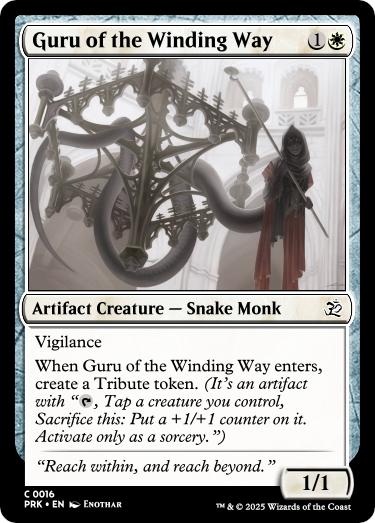 Guru of the Winding Way 1
Artifact Creature — Snake Monk
Vigilance
When Guru of the Winding Way enters,
create a Tribute token. (It's an artifact
with “, Tap a creature you control,
Sacrifice this: Put a +1/+1 counter on it.
Activate only as a sorcery.”)
“Reach within, and reach beyond.”
1/1
C 0016
PRK • EN Enothar
™ & © 2025 Wizards of the Coast